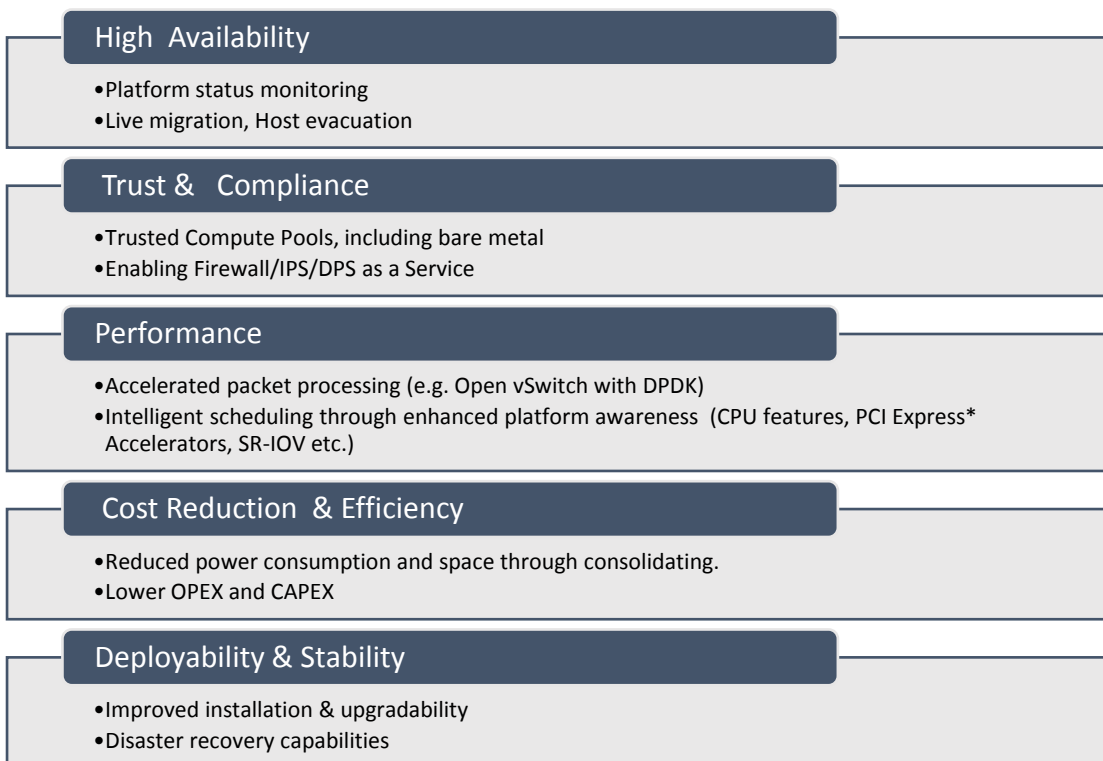 High Availability
•Platform status monitoring
•Live migration, Host evacuation
Trust & Compliance
•Trusted Compute Pools, including bare metal
•Enabling Firewall/IPS/DPS as a Service
Performance
•Accelerated packet processing (e.g. Open vSwitch with DPDK)
•Intelligent scheduling through enhanced platform awareness (CPU features, PCI Express*
Accelerators, SR-IOV etc.)
Cost Reduction & Efficiency
•Reduced power consumption and space through consolidating.
•Lower OPEX and CAPEX
Deployability & Stability
•Improved installation & upgradability
•Disaster recovery capabilities